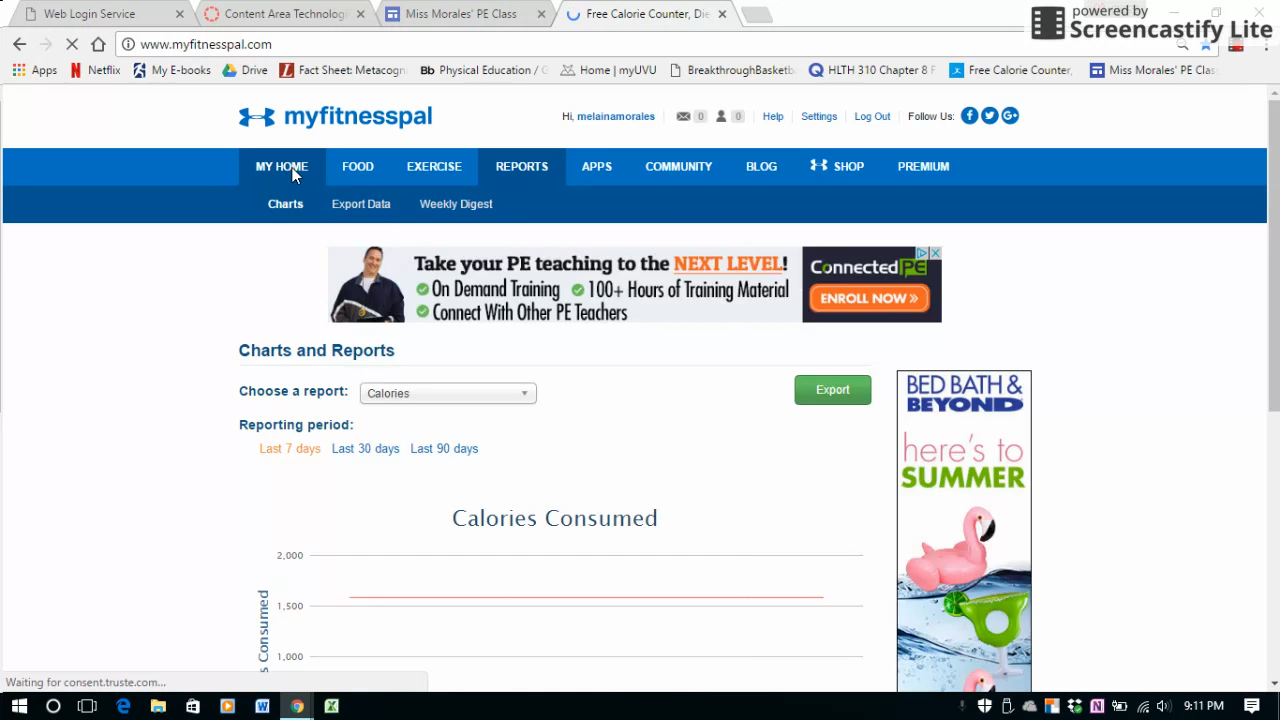 Web Login Service
Content Area Technolog
Miss Morales' PE Class
Free Calorie Counter, Die
powered by
Screencastify Lite
www.myfitnesspal.com
Apps
Netflix
My E-books
Drive
Fact Sheet: Metacogn
Bb Physical Education /
Home | myUVU
BreakthroughBasketb
HLTH 310 Chapter 8
Free Calorie Counter,
Miss Morales' PE Class
myfitnesspal
Hi, melainamorales
0
0
Help
Settings
Log Out
Follow Us:
MY HOME
FOOD
EXERCISE
REPORTS
APPS
COMMUNITY
BLOG
SHOP
PREMIUM
Charts
Export Data
Weekly Digest
Take your PE teaching to the NEXT LEVEL!
On Demand Training
100+ Hours of Training Material
Connect With Other PE Teachers
ConnectedPE
ENROLL NOW »
Charts and Reports
Choose a report:
Calories
Export
Reporting period:
Last 7 days
Last 30 days
Last 90 days
Calories Consumed
2,000
1,500
1,000
s Consumed
BED BATH &
BEYOND
here's to
SUMMER
Waiting for consent.truste.com...
9:11 PM